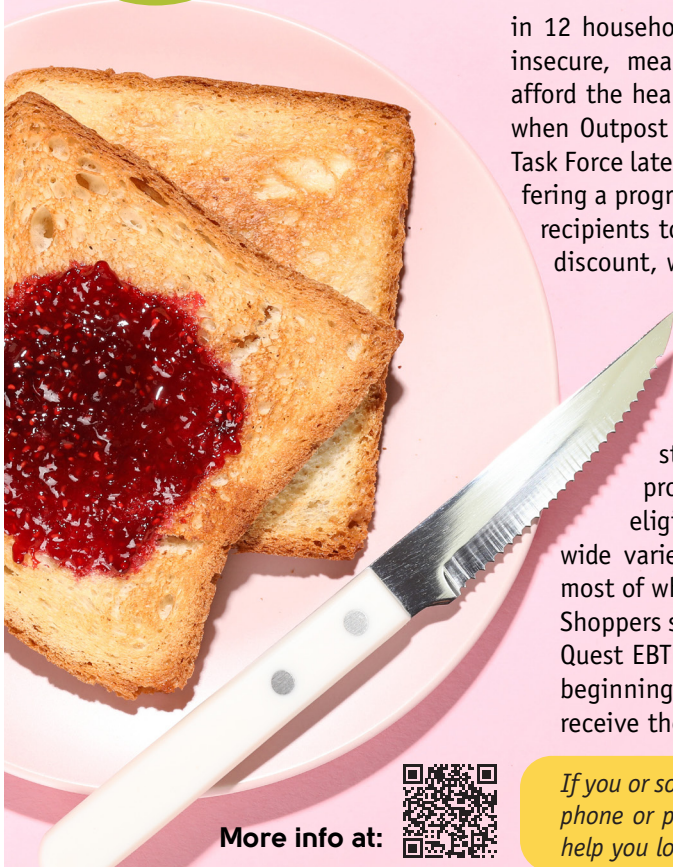 in 12 househo
insecure, mea
afford the hea
when Outpost
Task Force late
fering a progr
recipients to
discount, w
st
pro
elig
wide varie
most of wh
Shoppers s
Quest EBT
beginning
receive the
If you or so
phone or p
help you lo
More info at: